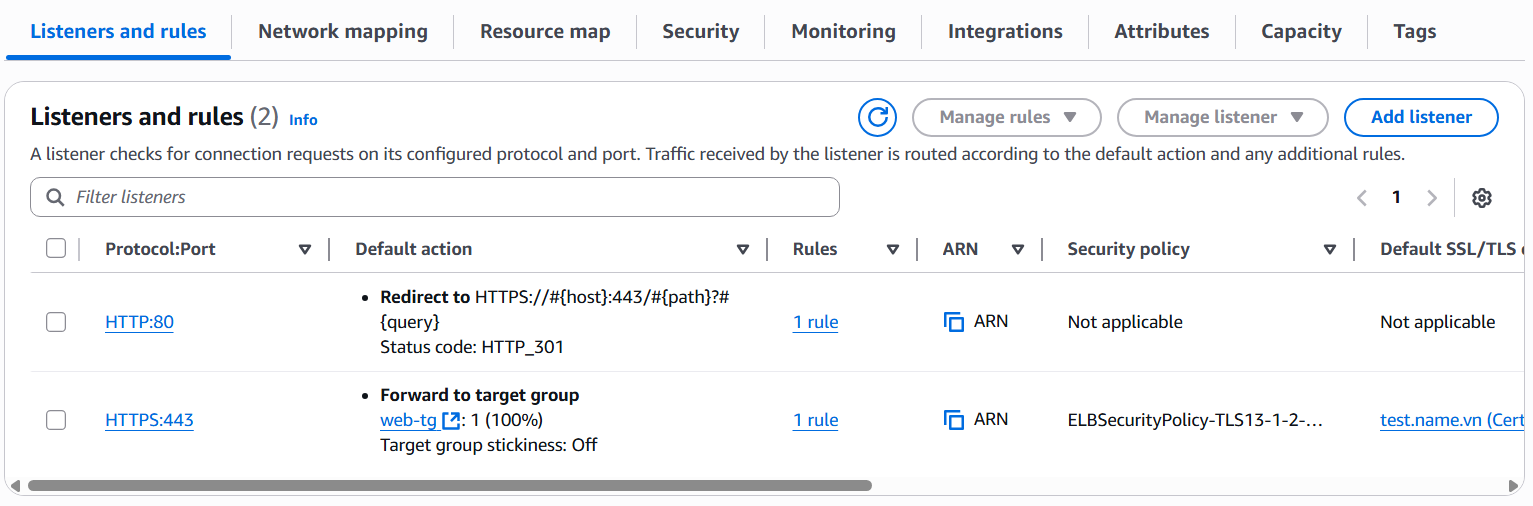 Listeners and rules Network mapping Resource map Security Monitoring Integrations Attributes Capacity Tags
Listeners and rules (2) Info Manage rules Manage listener Add listener
A listener checks for connection requests on its configured protocol and port. Traffic received by the listener is routed according to the default action and any additional rules.
Filter listeners 1
Protocol:Port Default action Rules ARN Security policy Default SSL/TLS c
• Redirect to HTTPS://#{host}:443/#{path}?#
HTTP:80 {query} 1 rule ARN Not applicable Not applicable
Status code: HTTP_301
• Forward to target group
HTTPS:443 web-tg : 1 (100%) 1 rule ARN ELBSecurityPolicy-TLS13-1-2-... test.name.vn (Cert
Target group stickiness: Off